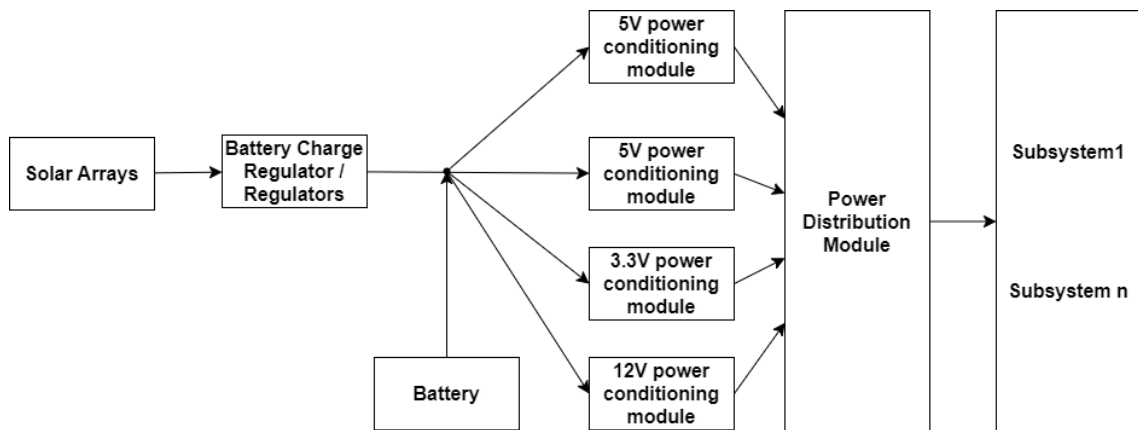 5V power
conditioning
module
Solar Arrays
Battery Charge
Regulator /
Regulators
5V power
conditioning
module
3.3V power
conditioning
module
Battery
12V power
conditioning
module
Power
Distribution
Module
Subsystem1
Subsystem n